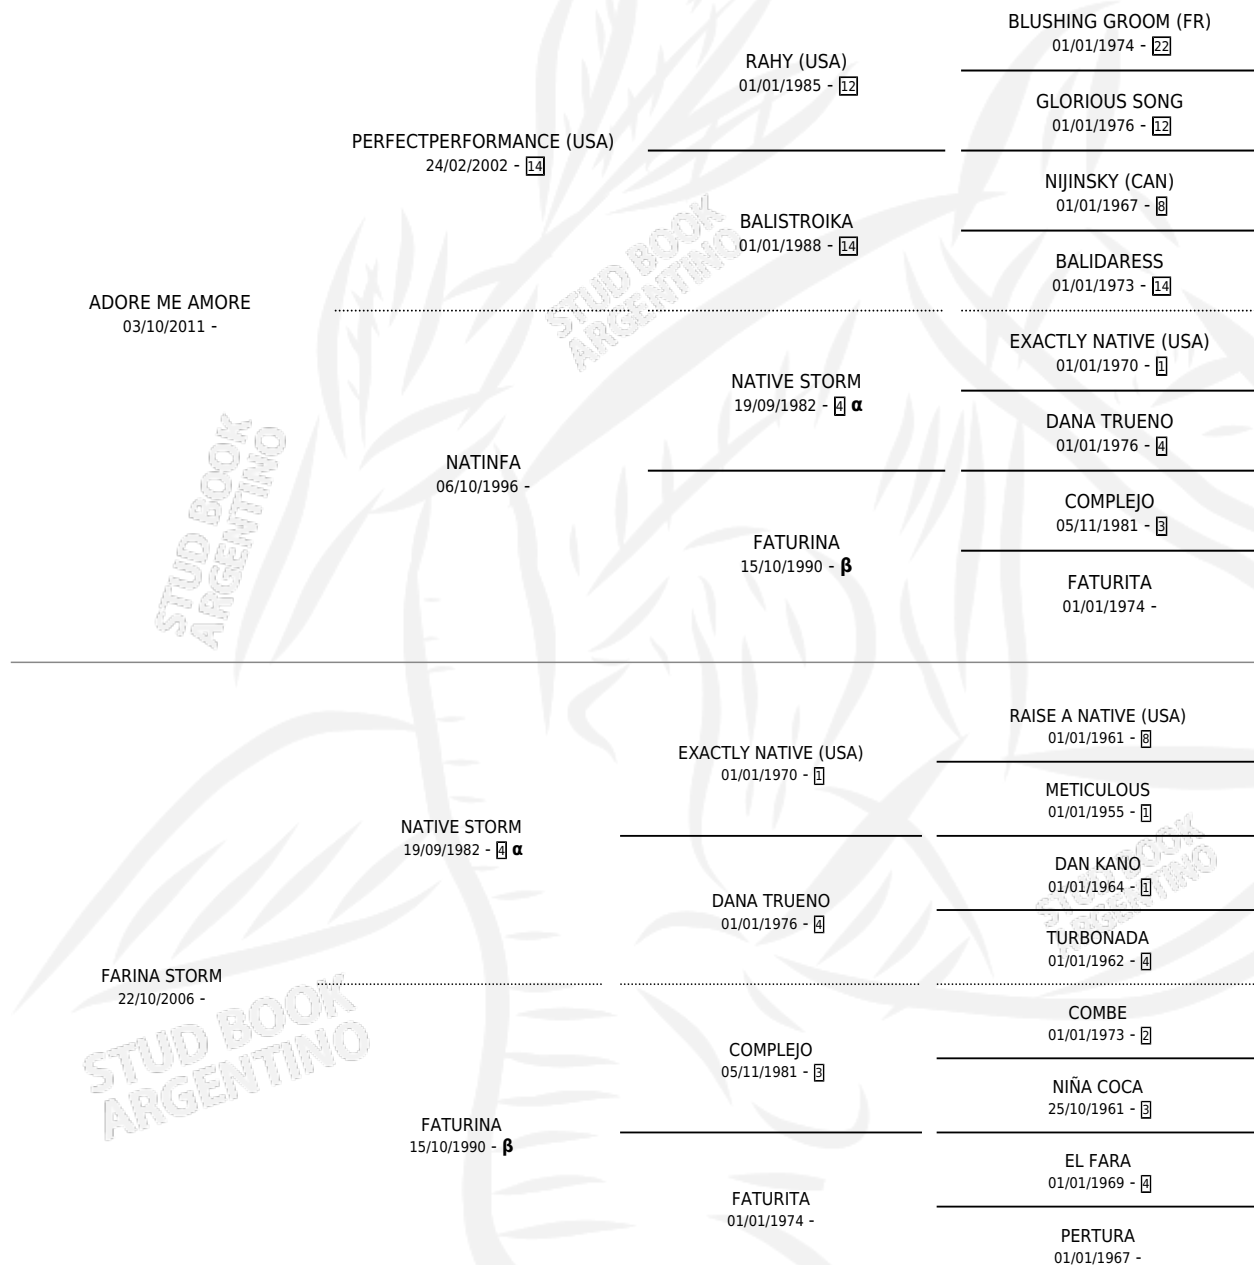 BLUSHING GROOM (FR)
01/01/1974 - 22
RAHY (USA)
01/01/1985 - 12
GLORIOUS SONG
01/01/1976 - 12
PERFECTPERFORMANCE (USA)
24/02/2002 - 14
NIJINSKY (CAN)
01/01/1967 - 8
BALISTROIKA
01/01/1988 - 14
BALIDARESS
01/01/1973 - 14
ADORE ME AMORE
03/10/2011 -
EXACTLY NATIVE (USA)
01/01/1970 - 1
NATIVE STORM
19/09/1982 - 4 α
DANA TRUENO
01/01/1976 - 4
NATINFA
06/10/1996 -
COMPLEJO
05/11/1981 - 3
FATURINA
15/10/1990 - β
FATURITA
01/01/1974 -
RAISE A NATIVE (USA)
01/01/1961 - 8
EXACTLY NATIVE (USA)
01/01/1970 - 1
METICULOUS
01/01/1955 - 1
NATIVE STORM
19/09/1982 - 4 α
DAN KANO
01/01/1964 - 1
DANA TRUENO
01/01/1976 - 4
TURBONADA
01/01/1962 - 4
FARINA STORM
22/10/2006 -
COMBE
01/01/1973 - 2
COMPLEJO
05/11/1981 - 3
NIÑA COCA
25/10/1961 - 3
FATURINA
15/10/1990 - β
EL FARA
01/01/1969 - 4
FATURITA
01/01/1974 -
PERTURA
01/01/1967 -
STUD BOOK
ARGENTINO
STUD BOOK
ARGENTINO
STUD BOOK
ARGENTINO
STUD BOOK
ARGENTINO